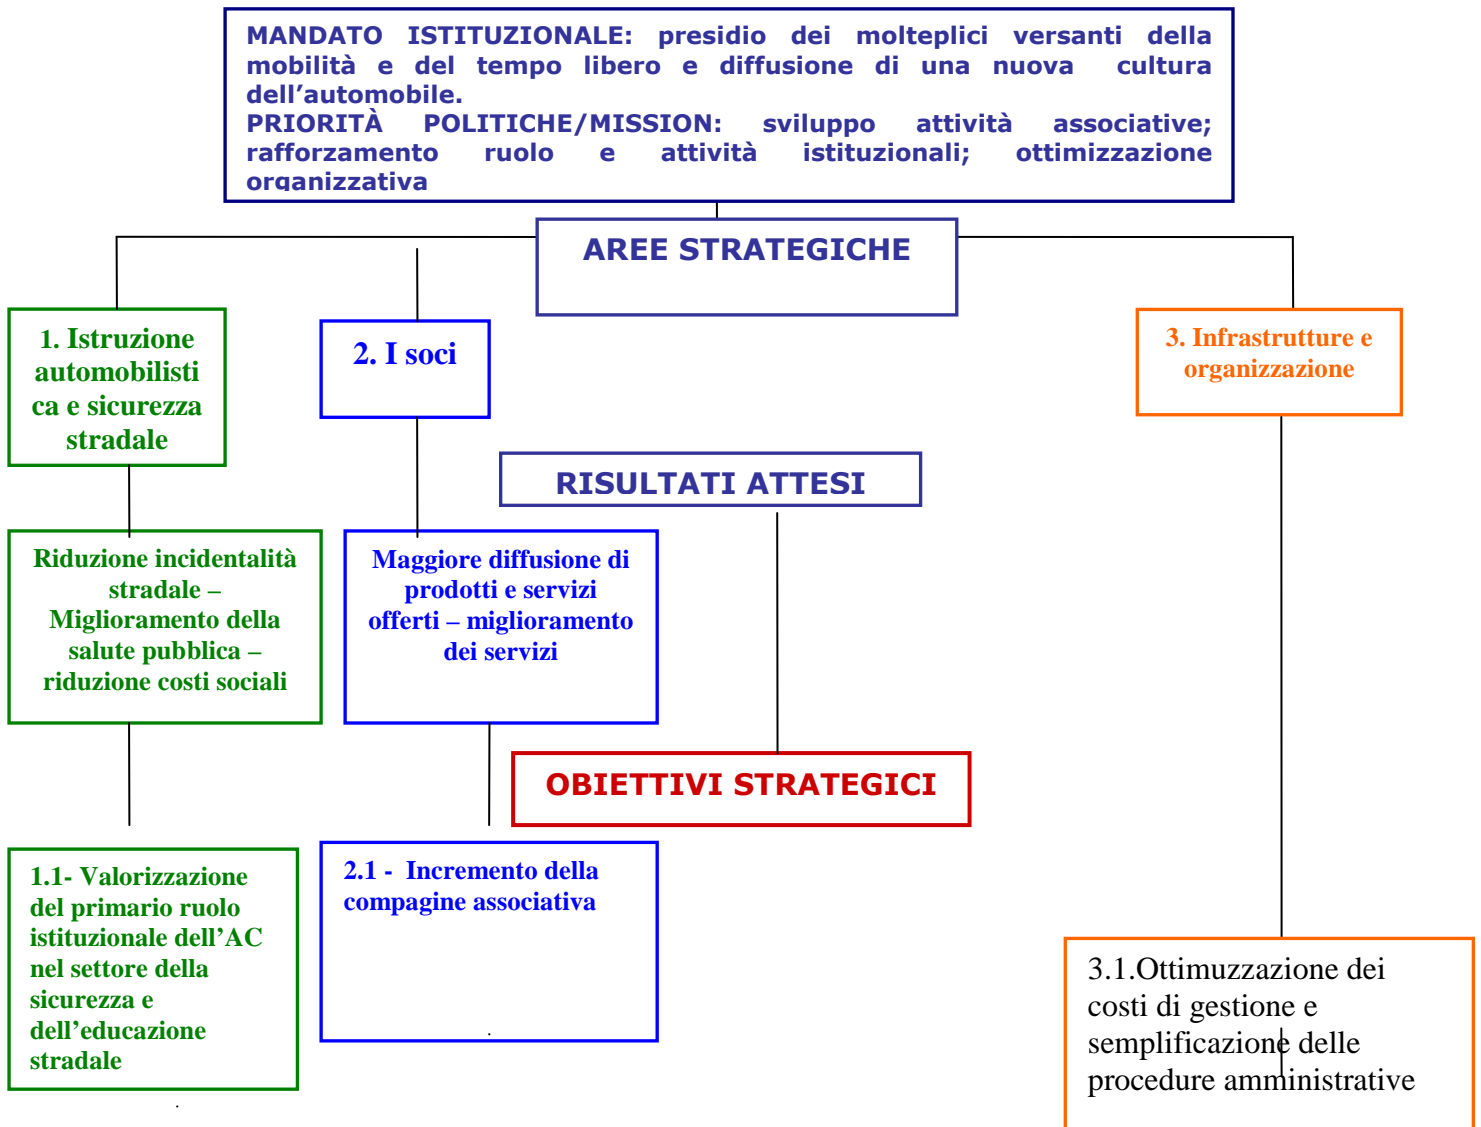 MANDATO ISTITUZIONALE: presidio dei molteplici versanti della
mobilità e del tempo libero e diffusione di una nuova cultura
dell’automobile.
PRIORITÀ POLITICHE/MISSION: sviluppo attività associative;
rafforzamento ruolo e attività istituzionali; ottimizzazione
organizzativa
AREE STRATEGICHE
1. Istruzione
automobilisti
ca e sicurezza
stradale
2. I soci
3. Infrastrutture e
organizzazione
RISULTATI ATTESI
Riduzione incidentalità
stradale –
Miglioramento della
salute pubblica –
riduzione costi sociali
Maggiore diffusione di
prodotti e servizi
offerti – miglioramento
dei servizi
OBIETTIVI STRATEGICI
1.1- Valorizzazione
del primario ruolo
istituzionale dell’AC
nel settore della
sicurezza e
dell’educazione
stradale
.
2.1 - Incremento della
compagine associativa
.
3.1.Ottimuzzazione dei
costi di gestione e
semplificazione delle
procedure amministrative